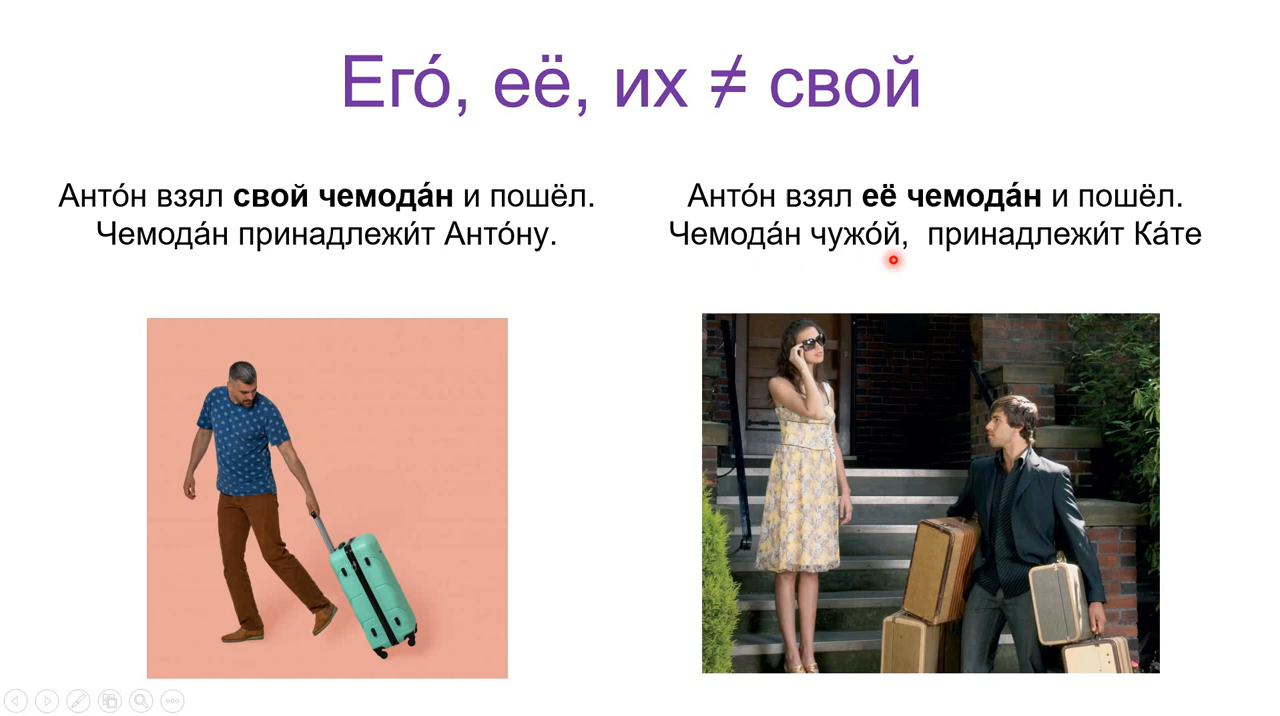 Его́, её, их ≠ свой
Анто́н взял свой чемода́н и пошёл.
Чемода́н принадлежи́т Анто́ну.
Анто́н взял её чемода́н и пошёл.
Чемода́н чужо́й,  принадлежи́т Ка́те